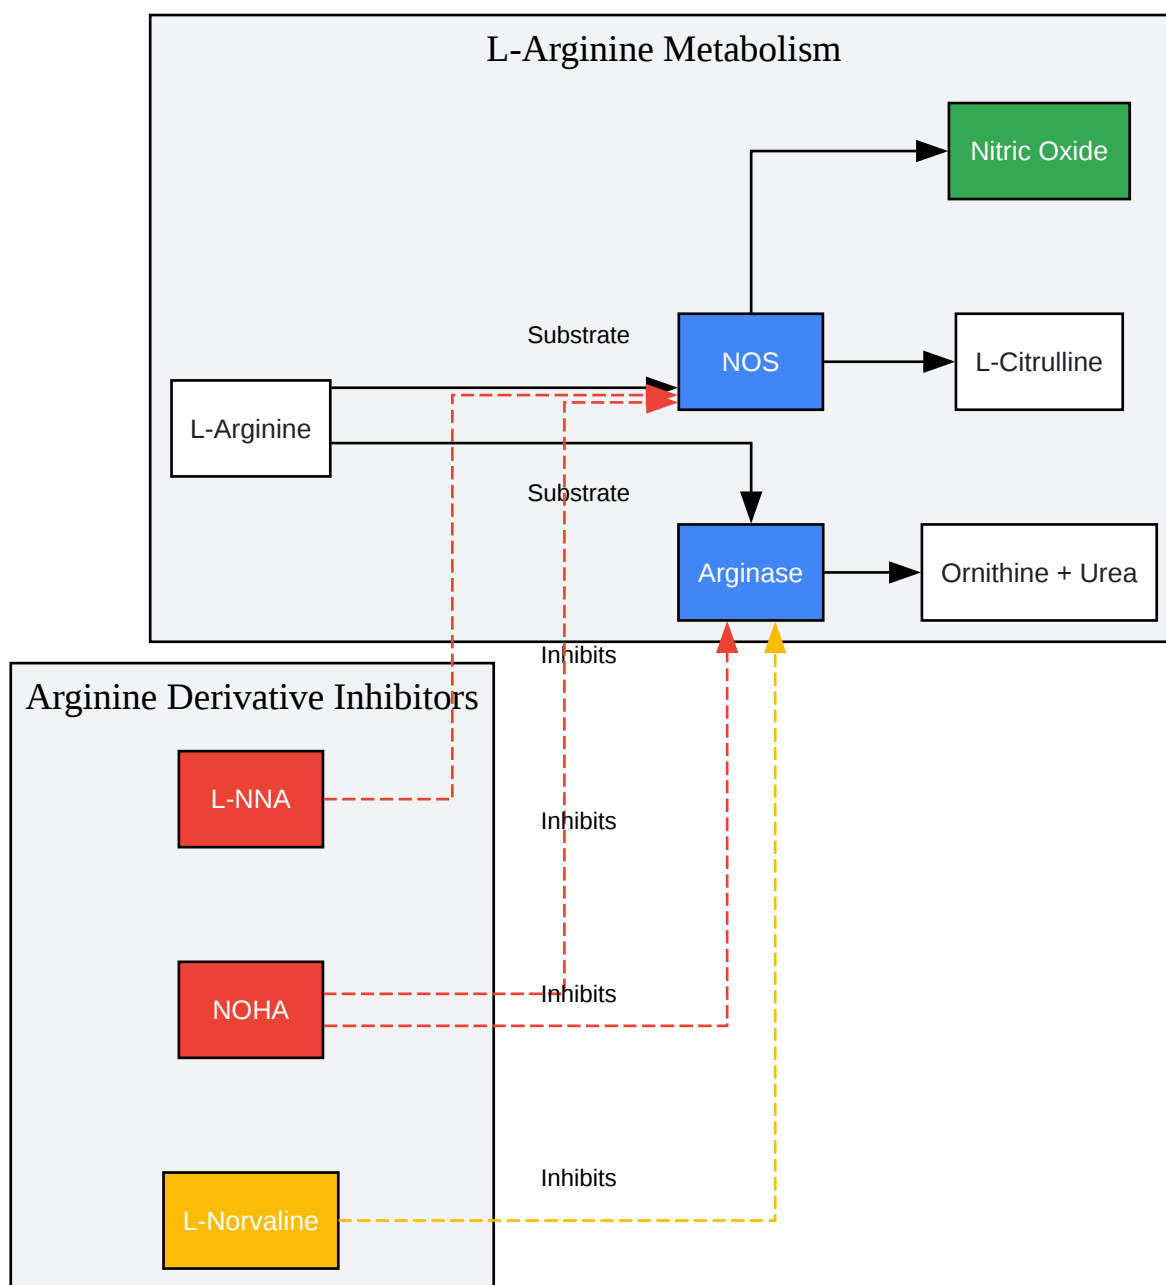 L-Arginine Metabolism
Nitric Oxide
Substrate
NOS
L-Citrulline
L-Arginine
Substrate
Arginase
Ornithine + Urea
Inhibits
Arginine Derivative Inhibitors
L-NNA
Inhibits
Inhibits
NOHA
Inhibits
L-Norvaline